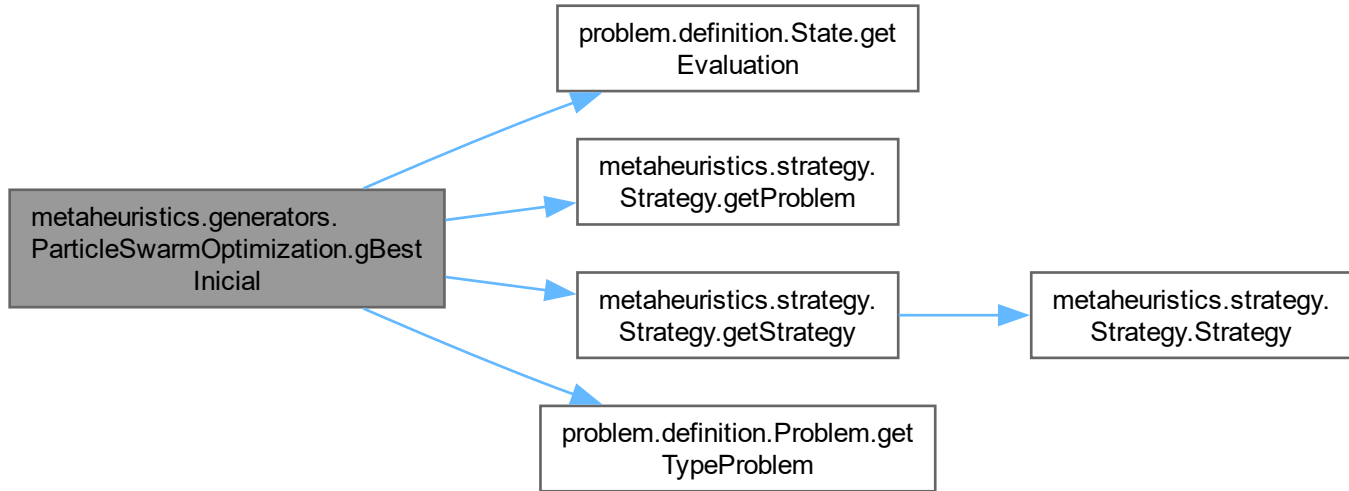 metaheuristics.generators.
ParticleSwarmOptimization.gBest
Inicial
problem.definition.State.get
Evaluation
metaheuristics.strategy.
Strategy.getProblem
metaheuristics.strategy.
Strategy.getStrategy
metaheuristics.strategy.
Strategy.Strategy
problem.definition.Problem.get
TypeProblem